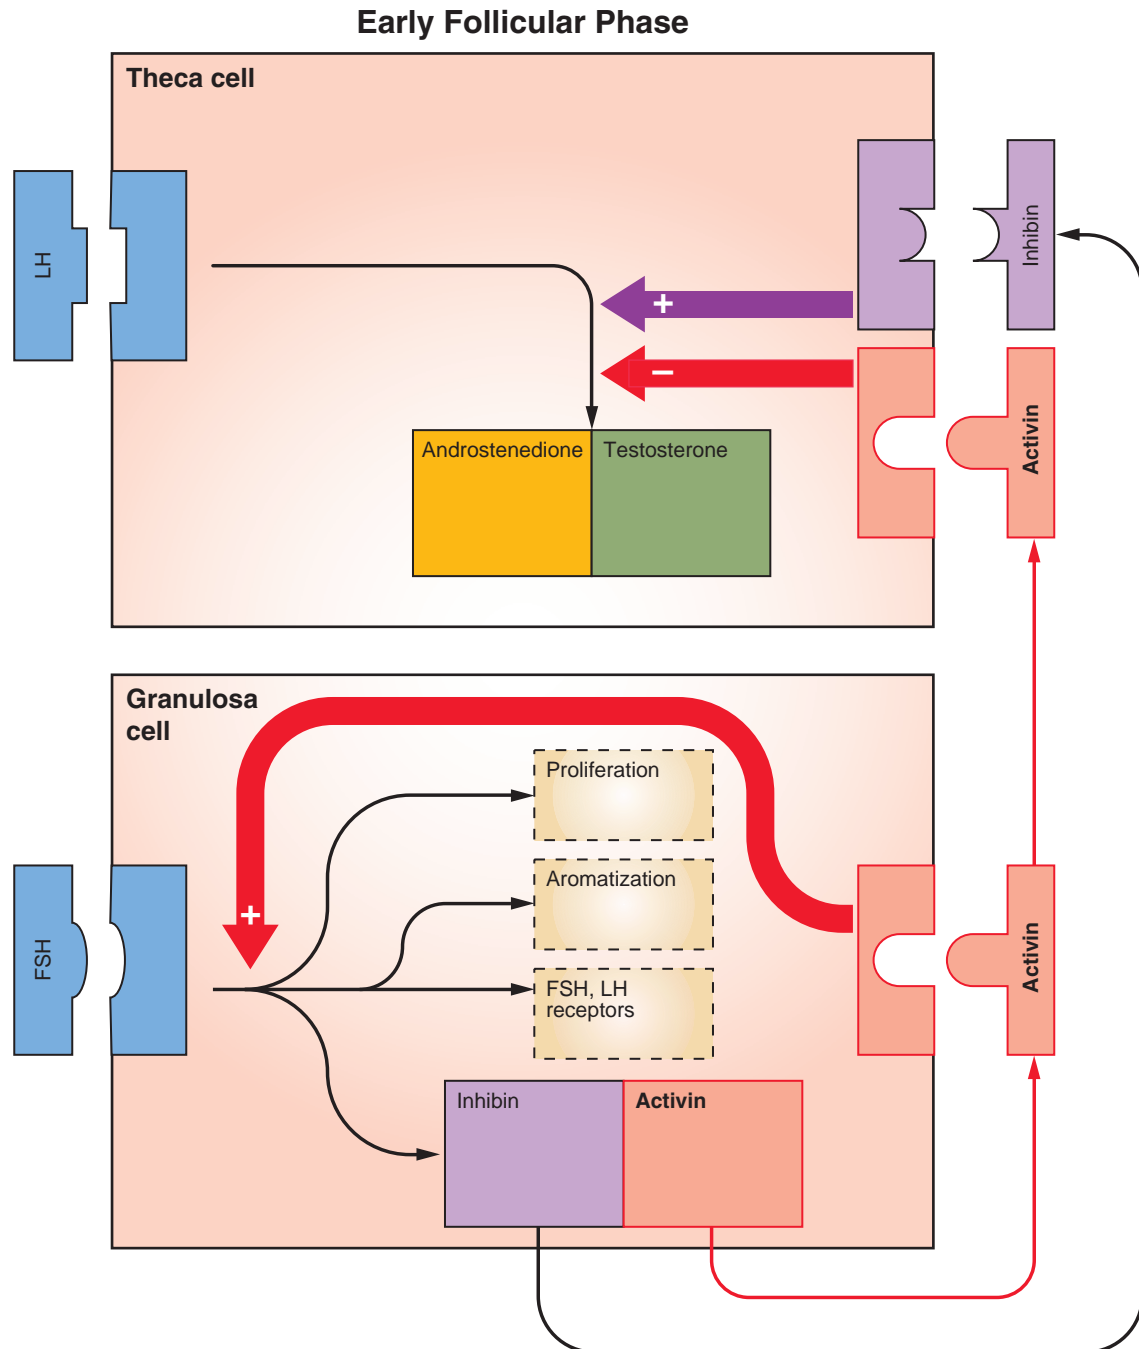 Early Follicular Phase
Theca cell
LH
Inhibin
+
−
Activin
Androstenedione
Testosterone
Granulosa
cell
Proliferation
Aromatization
+
FSH
FSH, LH
receptors
Activin
Inhibin
Activin